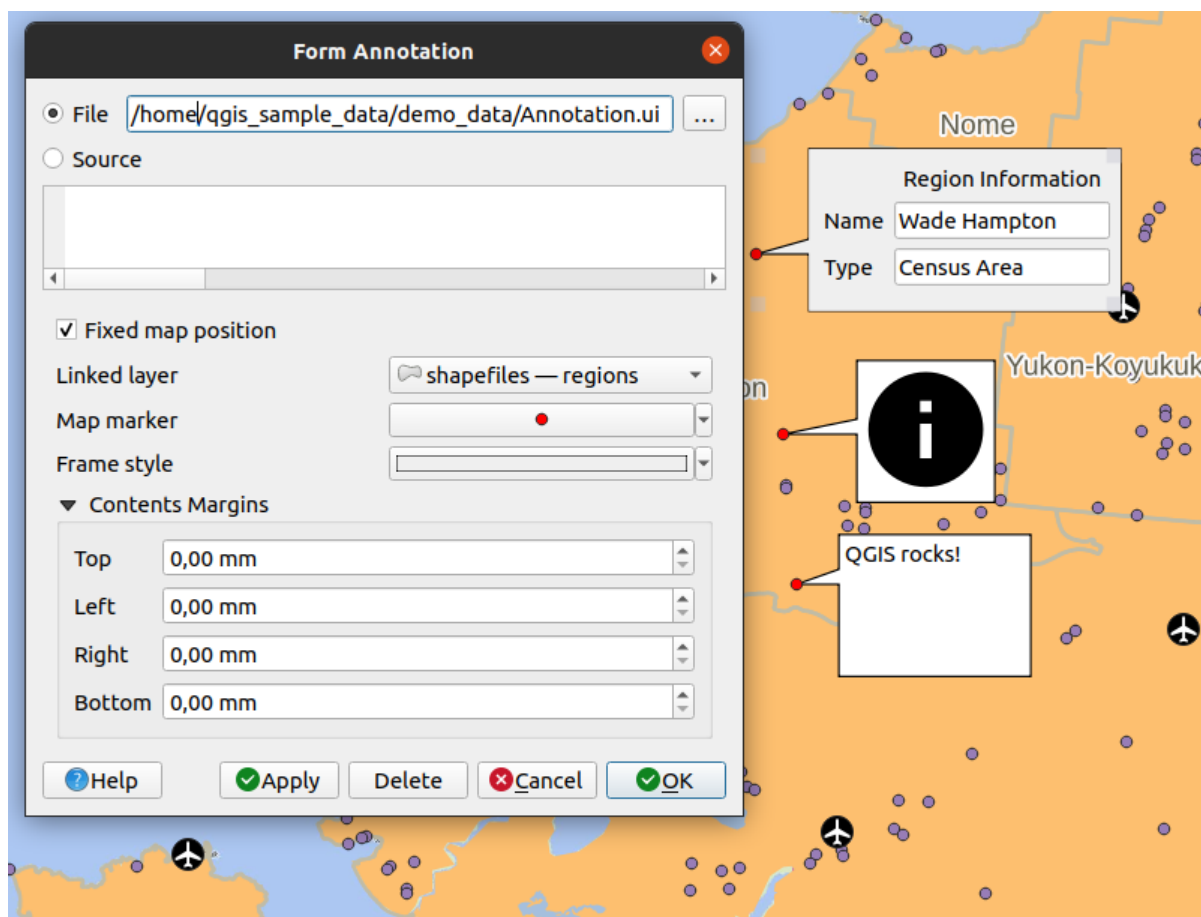 Form Annotation
File /home/qgis_sample_data/demo_data/Annotation.ui ...
Source
Fixed map position
Linked layer shapefiles — regions
Map marker
Frame style
Contents Margins
Top 0,00 mm
Left 0,00 mm
Right 0,00 mm
Bottom 0,00 mm
Help Apply Delete Cancel OK
Nome
Region Information
Name Wade Hampton
Type Census Area
Yukon-Koyukuk
on
i
QGIS rocks!